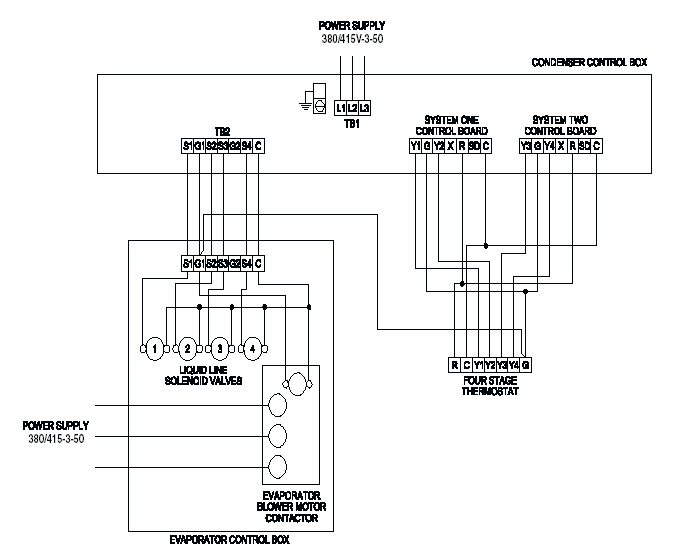 POWER SUPPLY
380/415V-3-50
CONDENSER CONTROL BOX
L1 L2 L3
TB1
TB2
S1 G1 S2 S3 G2 S4 C
SYSTEM ONE
CONTROL BOARD
Y1 G Y2 X R SD C
SYSTEM TWO
CONTROL BOARD
Y3 G Y4 X R SD C
S1 G1 S2 S3 G2 S4 C
1 2 3 4
LIQUID LINE
SOLENOID VALVES
R C Y1 Y2 Y3 Y4 G
FOUR STAGE
THERMOSTAT
POWER SUPPLY
380/415-3-50
EVAPORATOR
BLOWER MOTOR
CONTACTOR
EVAPORATOR CONTROL BOX